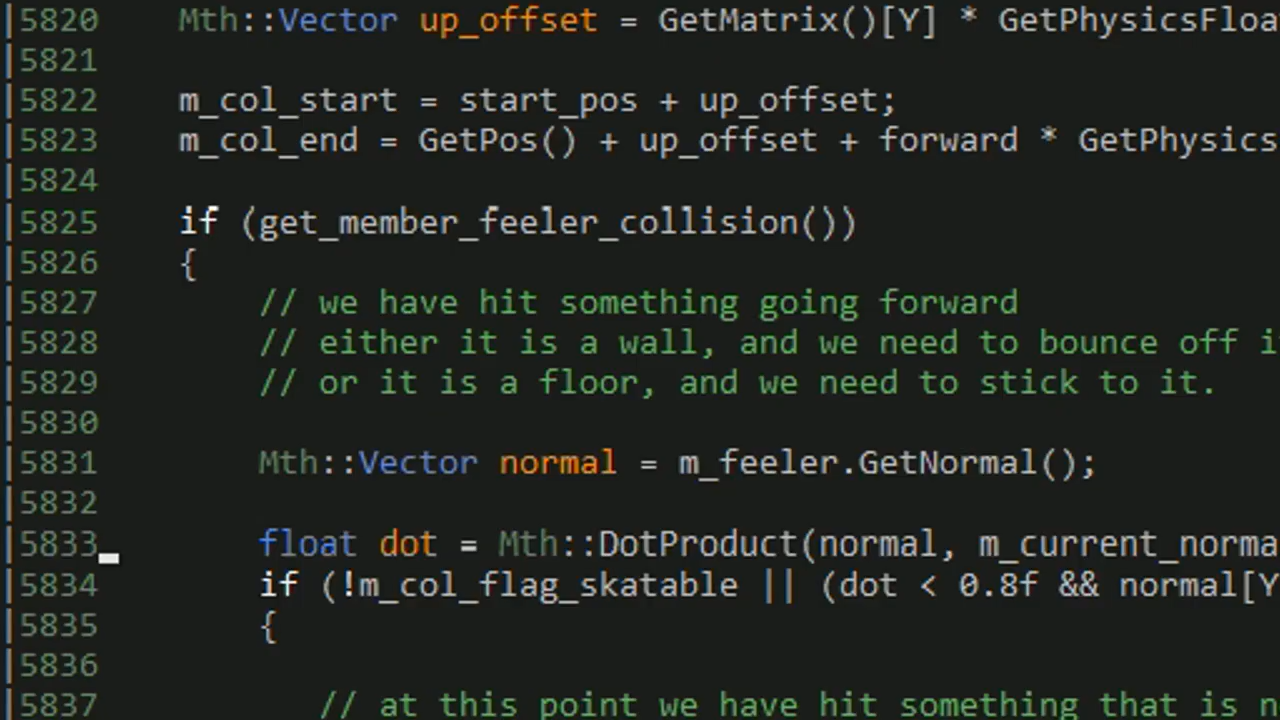 5820 Mth::Vector up_offset = GetMatrix()[Y] * GetPhysicsFloa
5821
5822 m_col_start = start_pos + up_offset;
5823 m_col_end = GetPos() + up_offset + forward * GetPhysics
5824
5825 if (get_member_feeler_collision())
5826 {
5827 // we have hit something going forward
5828 // either it is a wall, and we need to bounce off i
5829 // or it is a floor, and we need to stick to it.
5830
5831 Mth::Vector normal = m_feeler.GetNormal();
5832
5833 float dot = Mth::DotProduct(normal, m_current_norma
5834 if (!m_col_flag_skatable || (dot < 0.8f && normal[Y
5835 {
5836
5837 // at this point we have hit something that is n